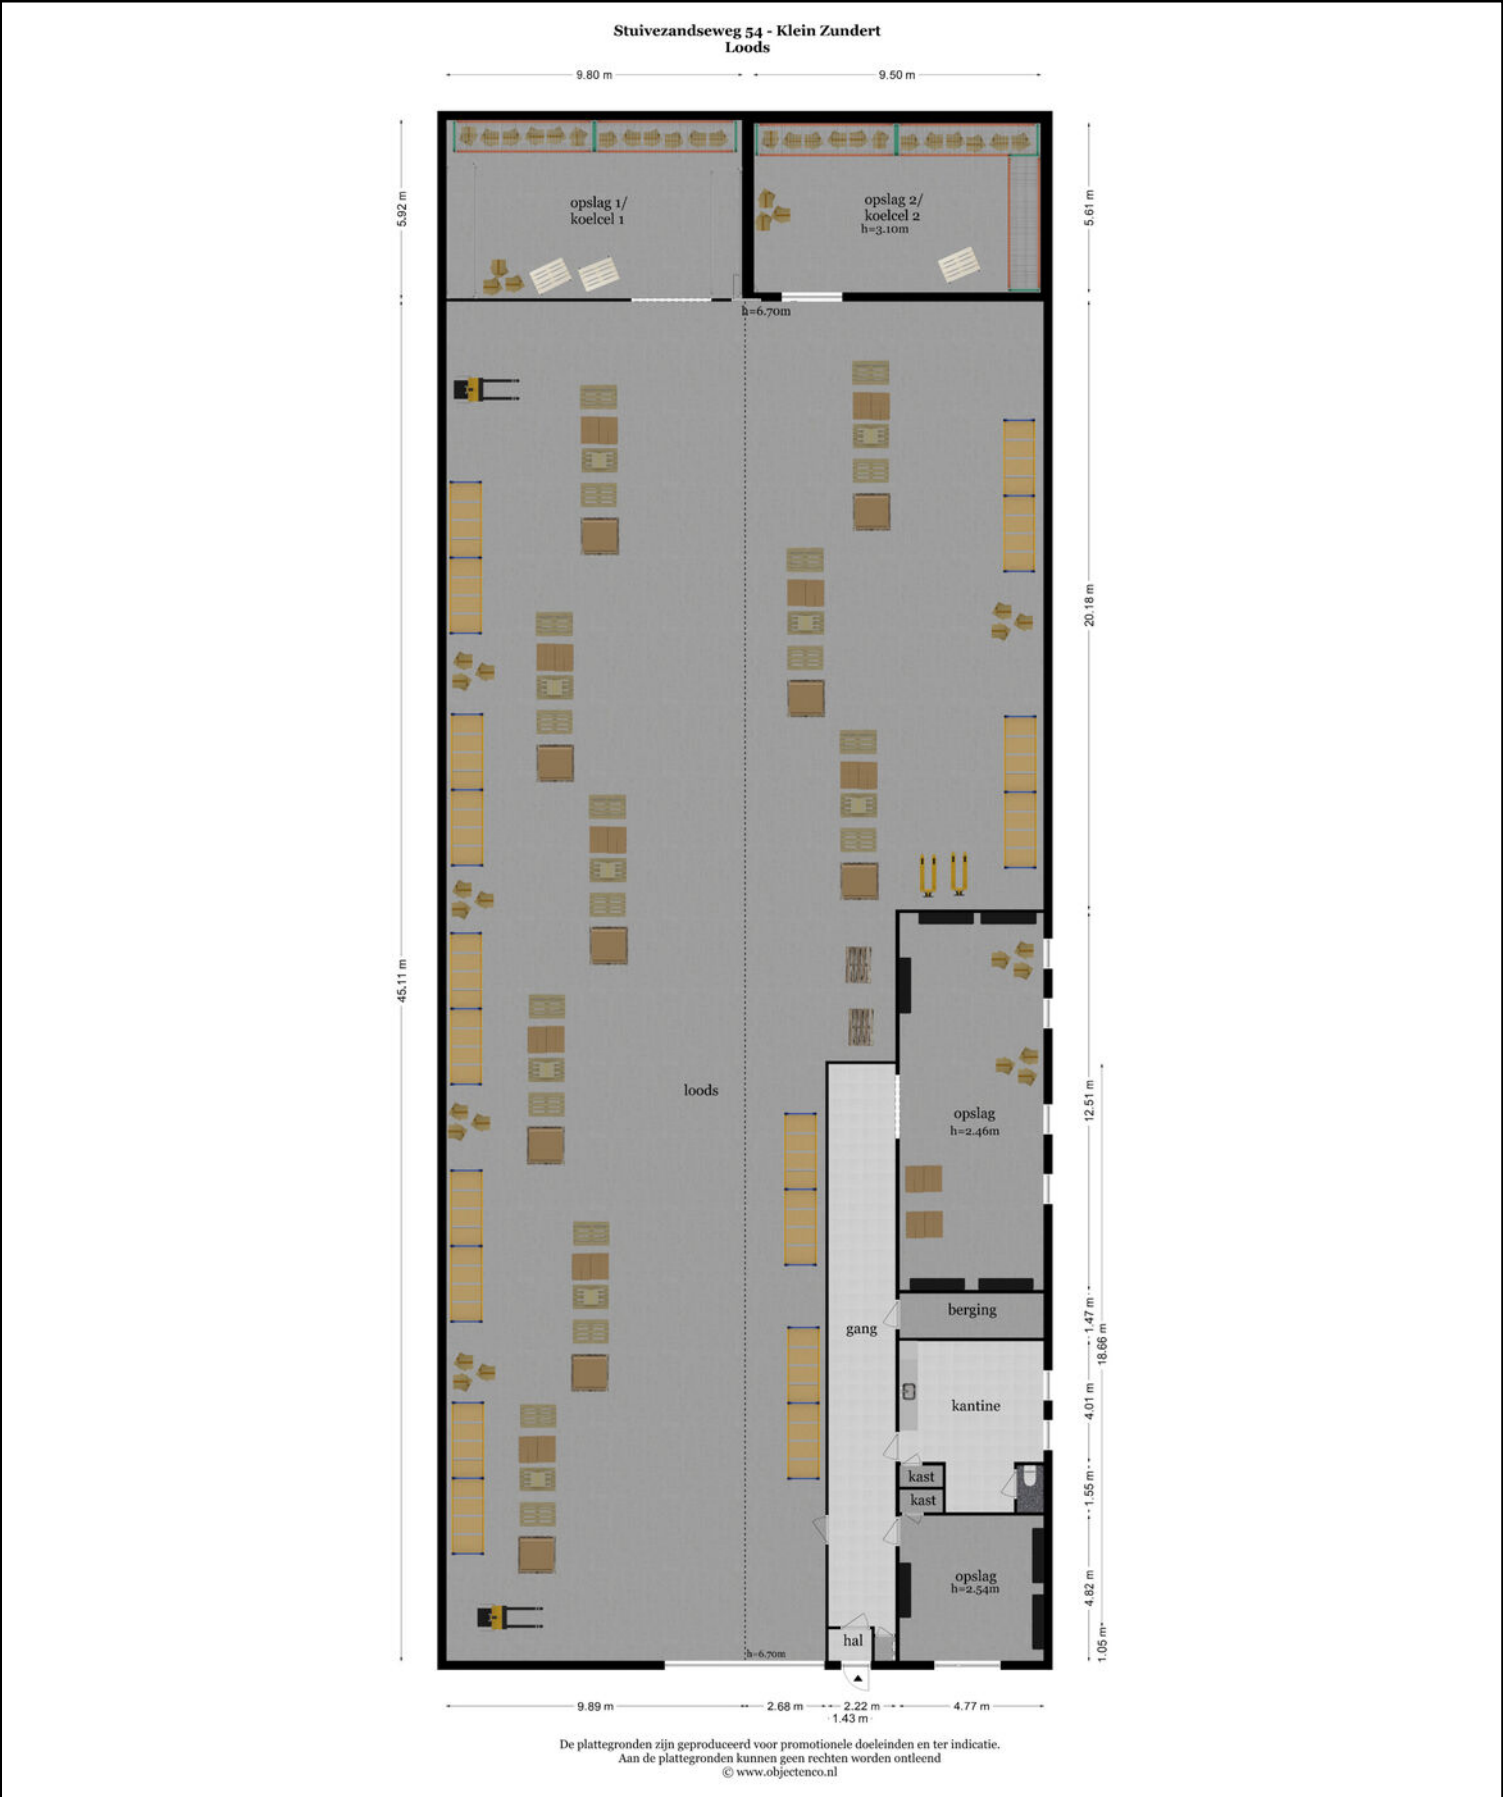 Stuivezandseweg 54 - Klein Zundert
Loods
9.80 m
9.50 m
5.92 m
5.61 m
opslag 1/
koelcel 1
opslag 2/
koelcel 2
h=3.10m
h=6.70m
20.18 m
45.11 m
loods
12.51 m
opslag
h=2.46m
berging
1.47 m
gang
18.66 m
kantine
4.01 m
kast
kast
1.55 m
opslag
h=2.54m
4.82 m
hal
1.05 m
h=6.70m
9.89 m
2.68 m
2.22 m
4.77 m
1.43 m
De plattegronden zijn geproduceerd voor promotionele doeleinden en ter indicatie.
Aan de plattegronden kunnen geen rechten worden ontleend
© www.objectenco.nl